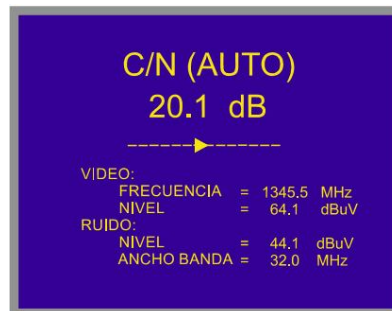 C/N (AUTO)
20.1 dB
VIDEO:
FRECUENCIA = 1345.5 MHz
NIVEL = 64.1 dBuV
RUIDO:
NIVEL = 44.1 dBuV
ANCHO BANDA = 32.0 MHz